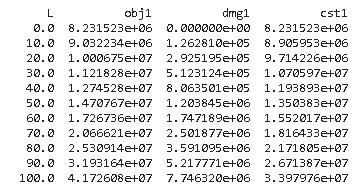 L obj1 dmg1 cst1
0.0 8.231523e+06 0.000000e+00 8.231523e+06
10.0 9.032234e+06 1.262810e+05 8.905953e+06
20.0 1.000675e+07 2.925195e+05 9.714226e+06
30.0 1.121828e+07 5.123124e+05 1.070597e+07
40.0 1.274528e+07 8.063501e+05 1.193893e+07
50.0 1.470767e+07 1.203845e+06 1.350383e+07
60.0 1.726736e+07 1.747189e+06 1.552017e+07
70.0 2.066621e+07 2.501877e+06 1.816433e+07
80.0 2.530914e+07 3.591095e+06 2.171805e+07
90.0 3.193164e+07 5.217771e+06 2.671387e+07
100.0 4.172608e+07 7.746320e+06 3.397976e+07